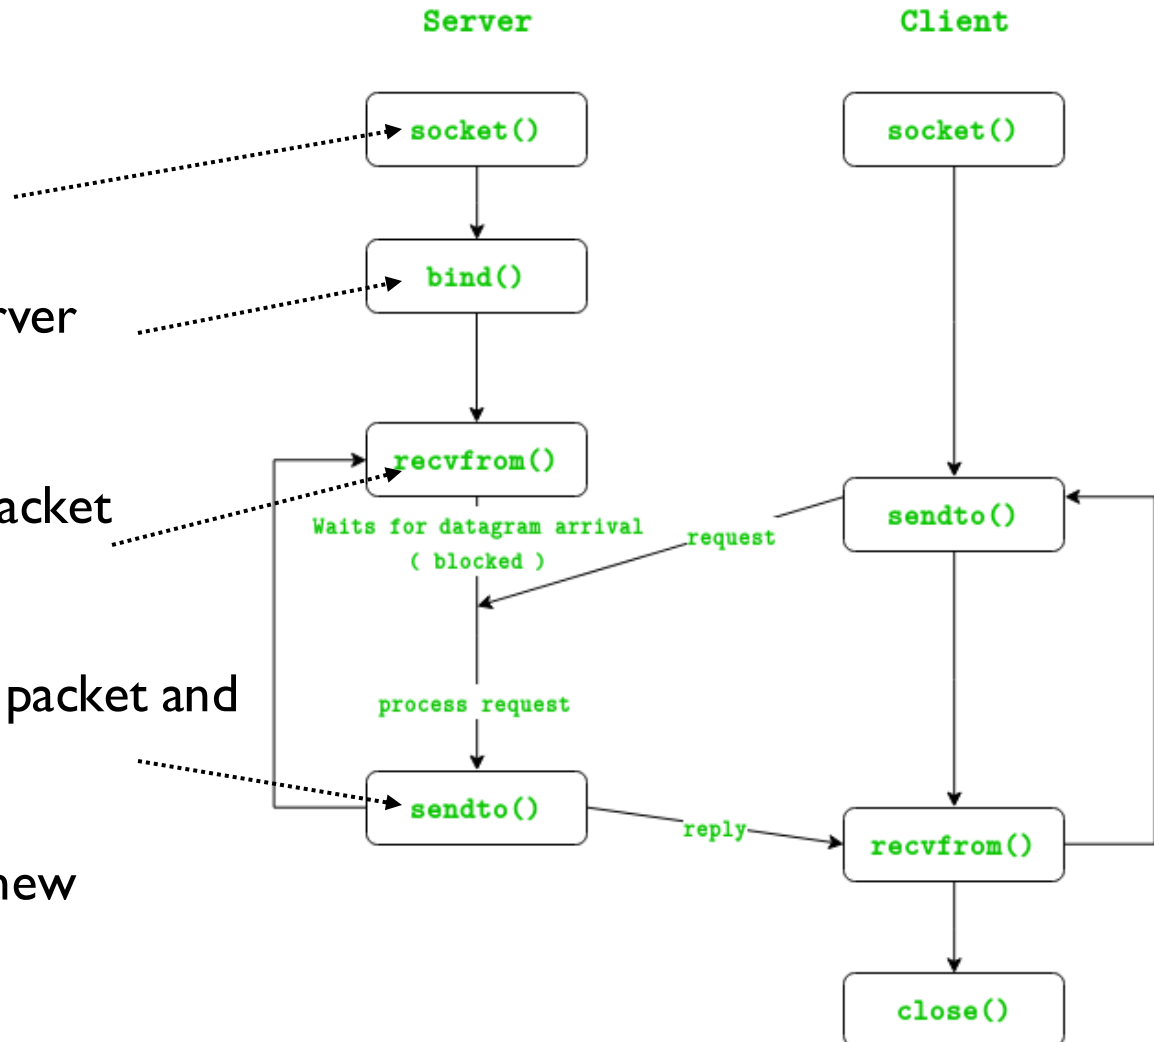 Server
Client
socket()
socket()
bind()
rver
recvfrom()
acket
sendto()
Waits for datagram arrival
( blocked )
request
packet and
process request
sendto()
reply
recvfrom()
new
close()